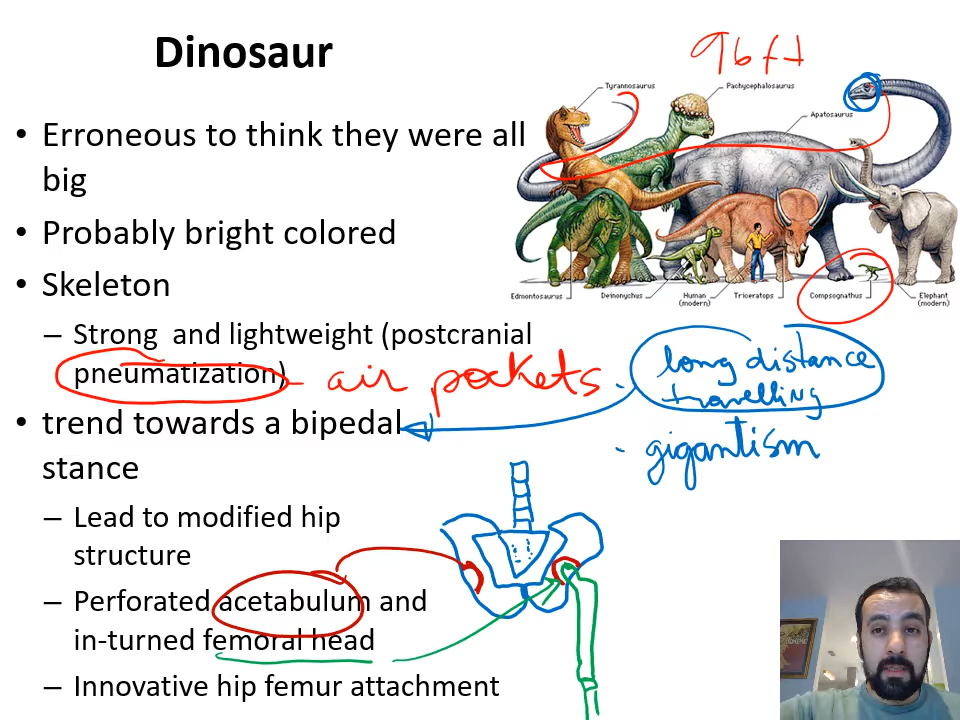 Dinosaur
96 ft
Tyrannosaurus
Pachycephalosaurus
Apatosaurus
• Erroneous to think they were all
big
• Probably bright colored
• Skeleton
Edmontosaurus
Deinonychus
Human
(modern)
Triceratops
Compsognathus
Elephant
(modern)
– Strong and lightweight (postcranial
pneumatization)
- air pockets
• trend towards a bipedal
stance
- long distance
travelling
- gigantism
– Lead to modified hip
structure
– Perforated acetabulum and
in-turned femoral head
– Innovative hip femur attachment